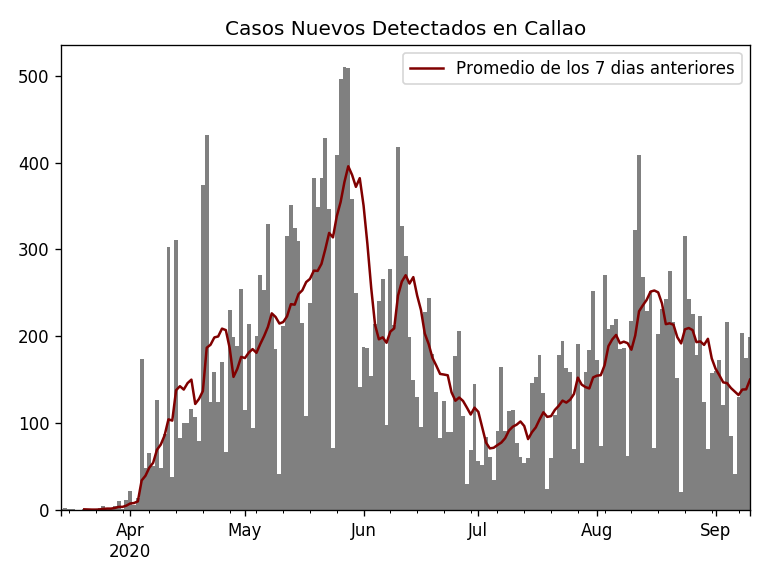 Casos Nuevos Detectados en Callao
Promedio de los 7 dias anteriores
500
400
300
200
100
0
Apr May Jun Jul Aug Sep
2020